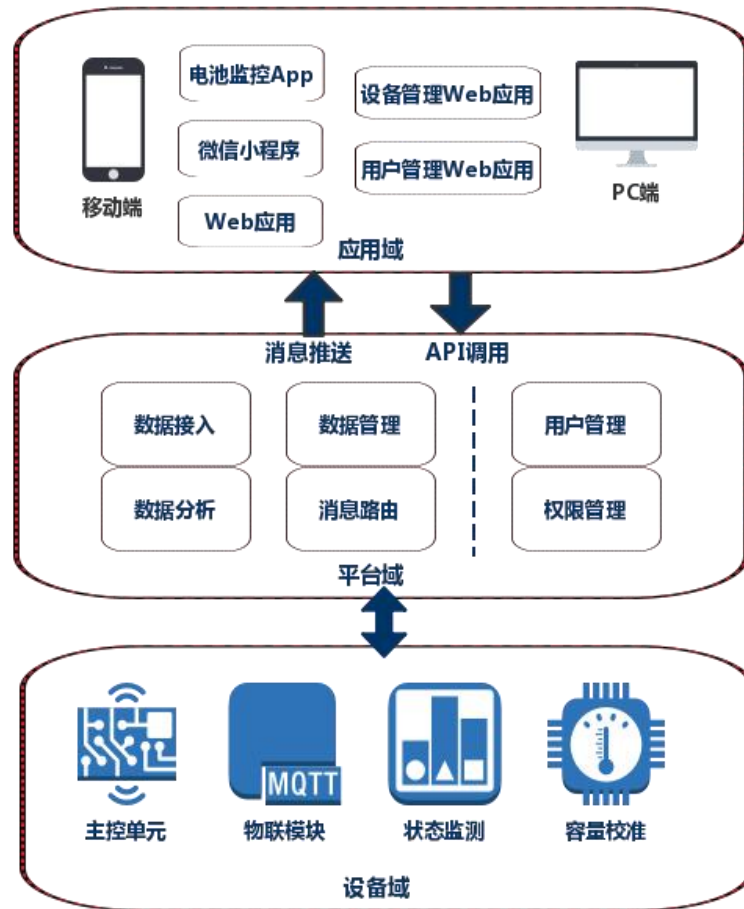 电池监控App
设备管理Web应用
微信小程序
用户管理Web应用
移动端
PC端
Web应用
应用域
消息推送
API调用
数据接入
数据管理
用户管理
数据分析
消息路由
权限管理
平台域
MQTT
主控单元
物联模块
状态监测
容量校准
设备域